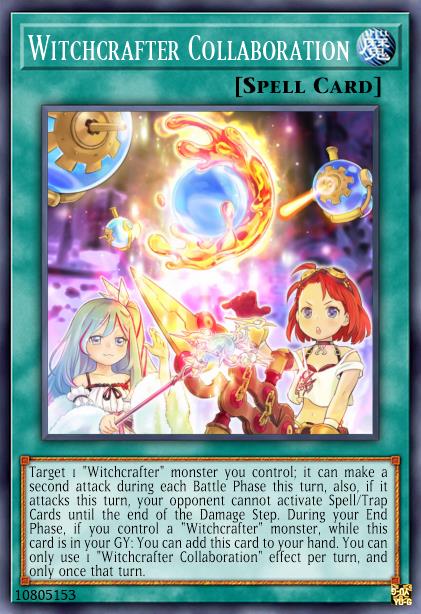 Witchcrafter Collaboration
[Spell Card]
Target 1 "Witchcrafter" monster you control; it can make a
second attack during each Battle Phase this turn, also, if it
attacks this turn, your opponent cannot activate Spell/Trap
Cards until the end of the Damage Step. During your End
Phase, if you control a "Witchcrafter" monster, while this
card is in your GY: You can add this card to your hand. You can
only use 1 "Witchcrafter Collaboration" effect per turn, and
only once that turn.
10805153